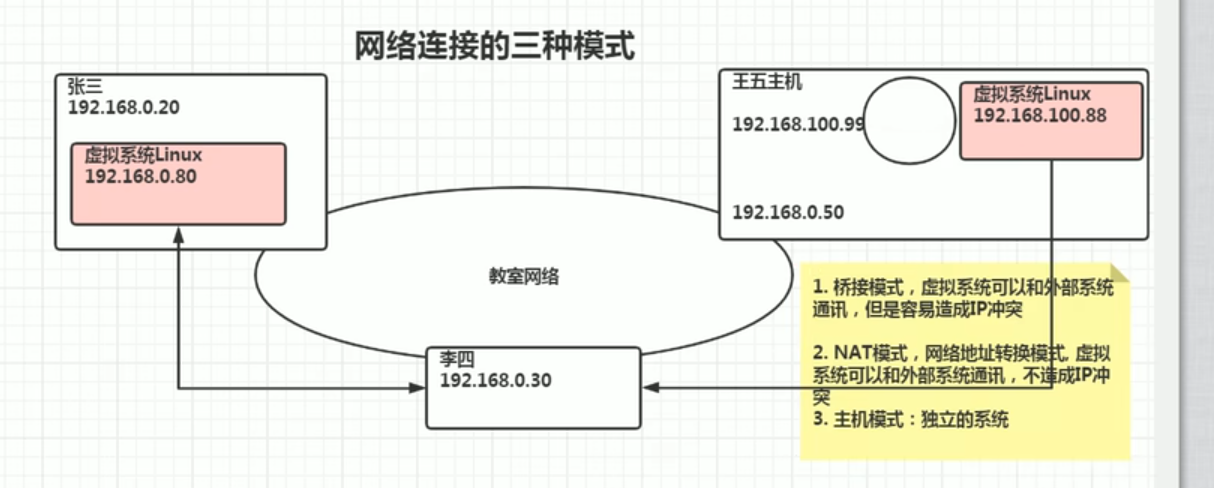 网络连接的三种模式
张三
192.168.0.20
虚拟系统Linux
192.168.0.80
王五主机
192.168.100.99
虚拟系统Linux
192.168.100.88
192.168.0.50
教室网络
李四
192.168.0.30
1. 桥接模式，虚拟系统可以和外部系统
通讯，但是容易造成IP冲突
2. NAT模式，网络地址转换模式, 虚拟
系统可以和外部系统通讯，不造成IP冲
突
3. 主机模式：独立的系统